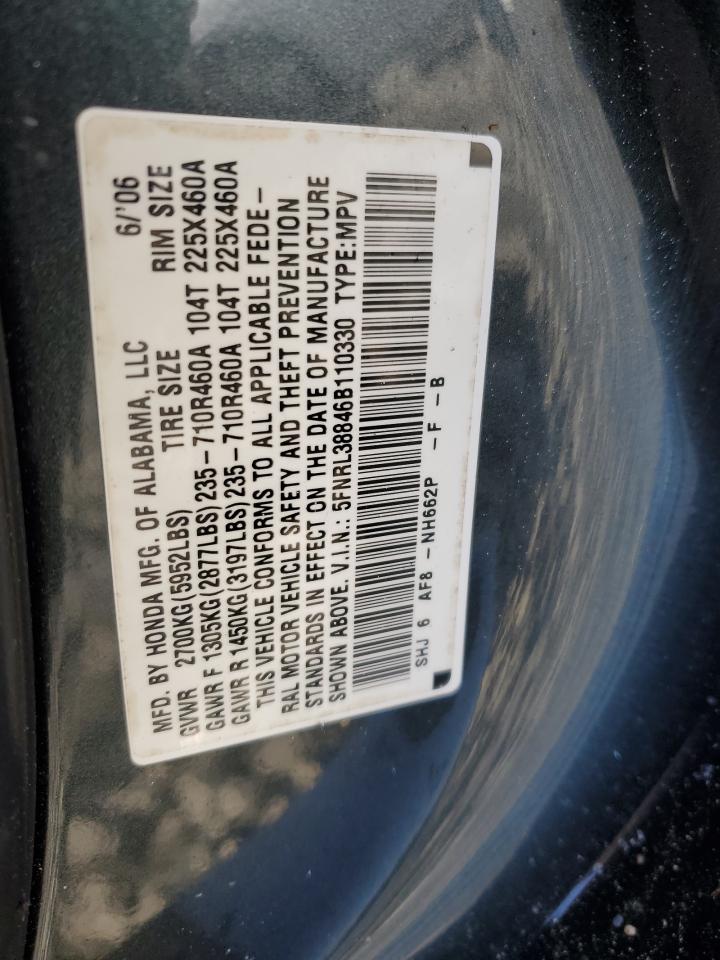 MFD. BY HONDA MFG. OF ALABAMA, LLC 6/'06
GVWR 2700KG(5952LBS) TIRE SIZE RIM SIZE
GAWR F 1305KG(2877LBS)235-710R460A 104T 225X460A
GAWR R 1450KG(3197LBS)235-710R460A 104T 225X460A
THIS VEHICLE CONFORMS TO ALL APPLICABLE FEDE-
RAL MOTOR VEHICLE SAFETY AND THEFT PREVENTION
STANDARDS IN EFFECT ON THE DATE OF MANUFACTURE
SHOWN ABOVE. V.I.N.: 5FNRL38846B110330 TYPE:MPV
SHJ 6 AF8 -NH662P -F -B